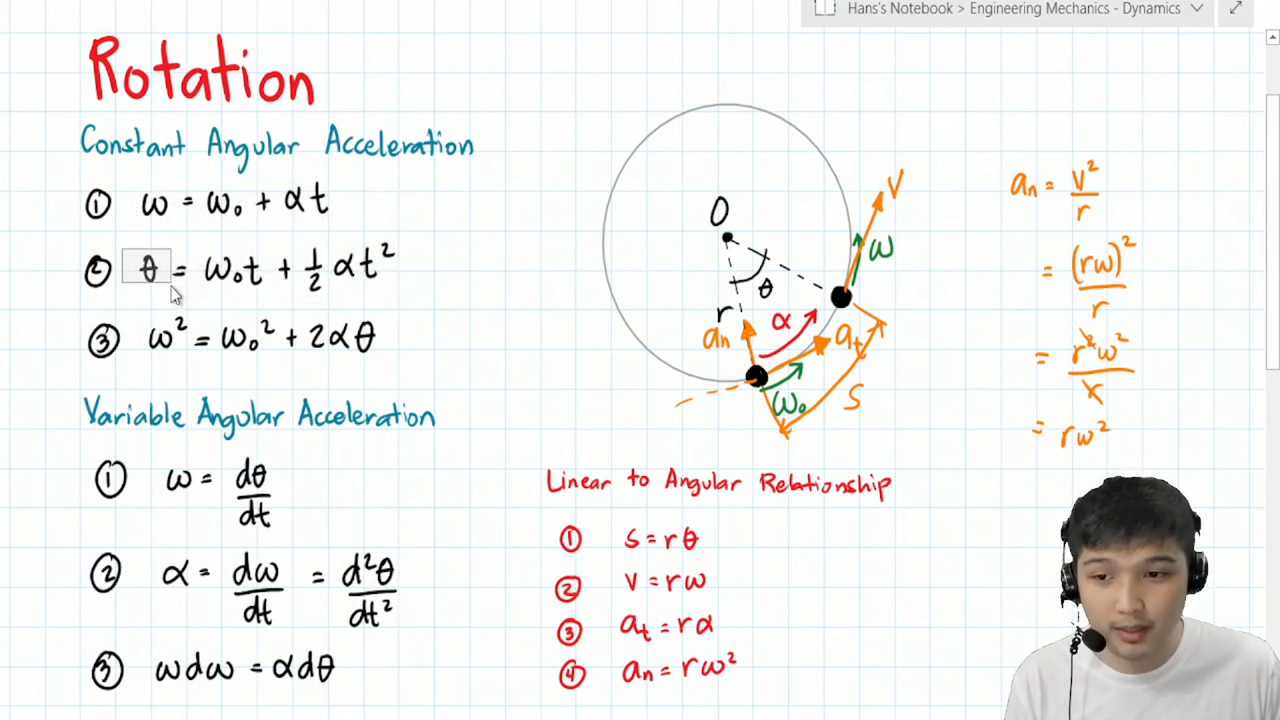 Hans's Notebook > Engineering Mechanics - Dynamics
Rotation
Constant Angular Acceleration
① ω = ω₀ + αt
② θ = ω₀t + ½ αt²
③ ω² = ω₀² + 2αθ
Variable Angular Acceleration
① ω = dθ/dt
② α = dω/dt = d²θ/dt²
③ ωdω = αdθ
O
θ
r
aₙ
α
aₜ
ω₀
s
ω
v
Linear to Angular Relationship
① s = rθ
② v = rω
③ aₜ = rα
④ aₙ = rω²
aₙ = v²/r
= (rω)²/r
= r²ω²/r
= rω²